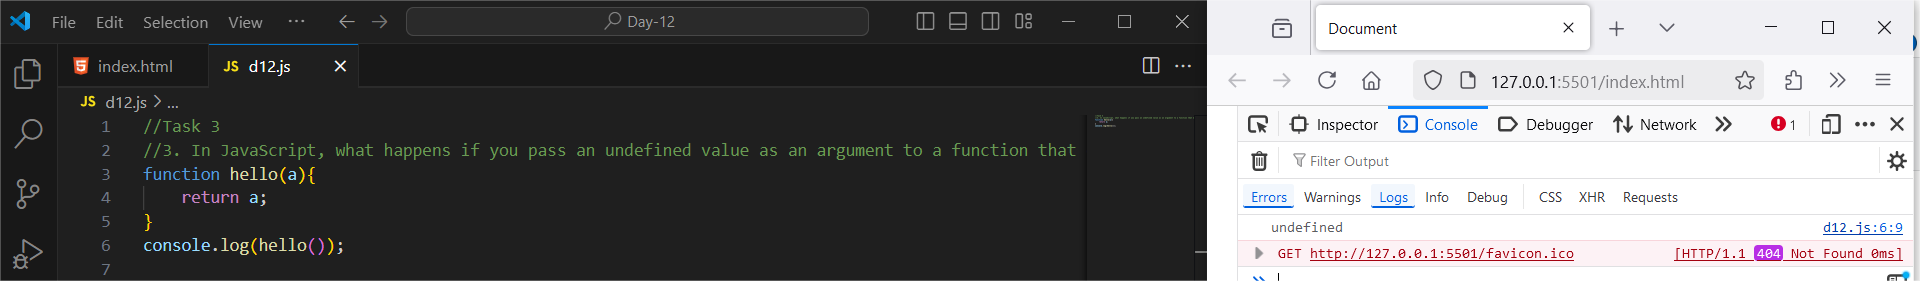 File Edit Selection View ... Day-12
index.html JS d12.js
JS d12.js > ...
1 //Task 3
2 //3. In JavaScript, what happens if you pass an undefined value as an argument to a function that
3 function hello(a){
4 return a;
5 }
6 console.log(hello());
7
Document
127.0.0.1:5501/index.html
Inspector Console Debugger Network 1
Filter Output
Errors Warnings Logs Info Debug CSS XHR Requests
undefined d12.js:6:9
GET http://127.0.0.1:5501/favicon.ico [HTTP/1.1 404 Not Found 0ms]